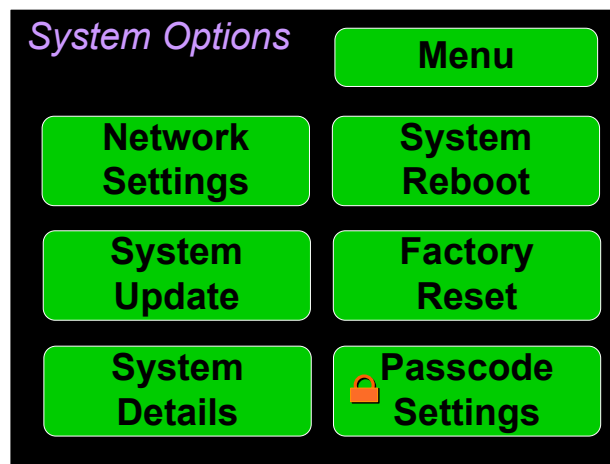 System Options
Menu
Network
Settings
System
Reboot
System
Update
Factory
Reset
System
Details
Passcode
Settings